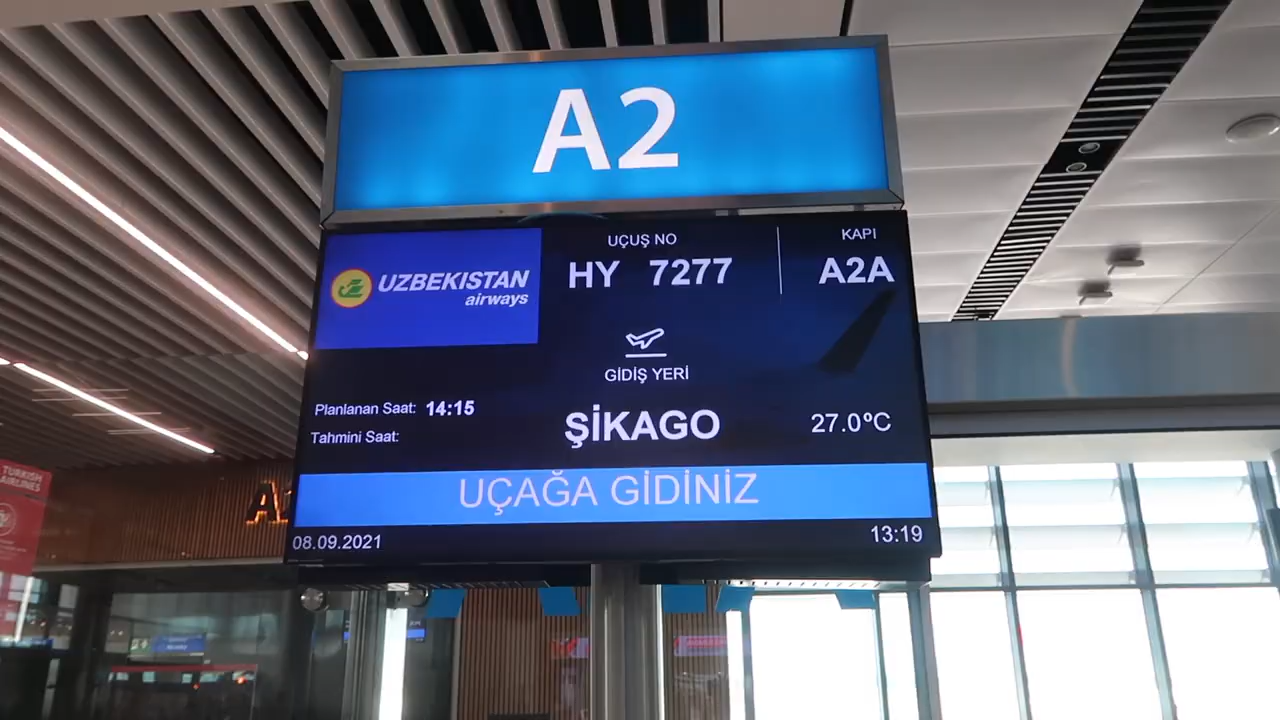 A2
UZBEKISTAN
airways
UÇUŞ NO
HY 7277
KAPI
A2A
GİDİŞ YERİ
Planlanan Saat: 14:15
Tahmini Saat:
ŞİKAGO
27.0ºC
UÇAĞA GİDİNİZ
08.09.2021
13:19
TURKISH
AIRLINES